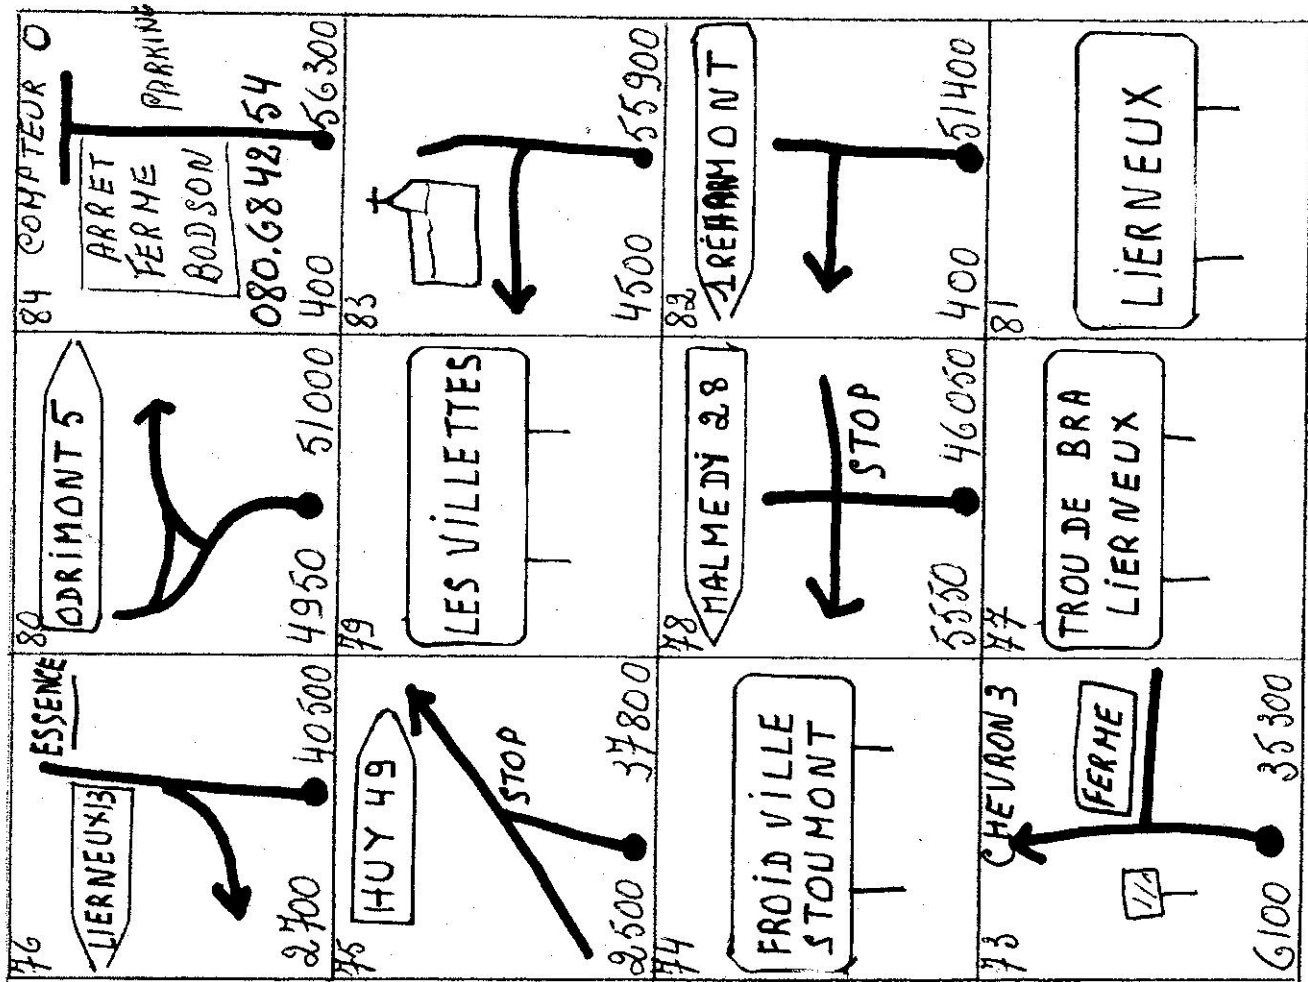 76
ESSENCE
LIERNEUX 13
2700 40500
80
ODRIMONT 5
4950 51000
84 COMPTEUR 0
ARRET
FERME
BODSON
PARKING
080.6842 54
400 56300
75
HUY 49
STOP
2500 37800
79
LES VILLETTES
83
4500 55900
74
FROID VILLE
STOUMONT
78
MALMEDY 28
STOP
5550 46050
82
400 51400
73
CHEVRON 3
FERME
6100 35300
77
TROU DE BRA
LIERNEUX
81
LIERNEUX